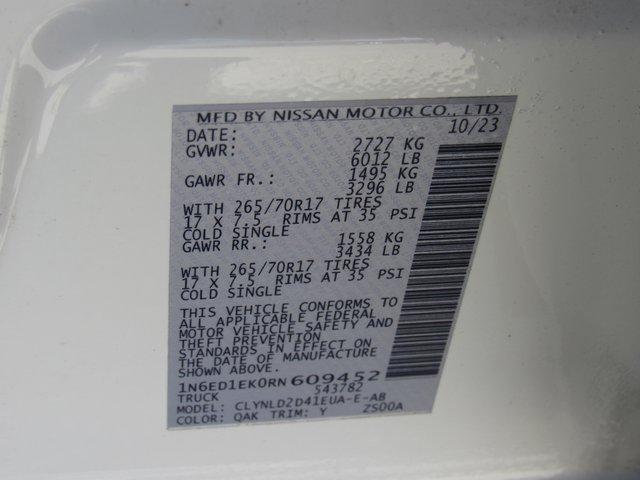 MFD BY NISSAN MOTOR CO., LTD.
DATE: 10/23
GVWR: 2727 KG
6012 LB
GAWR FR.: 1495 KG
3296 LB
WITH 265/70R17 TIRES
17 X 7.5 RIMS AT 35 PSI
COLD SINGLE
GAWR RR.: 1558 KG
3434 LB
WITH 265/70R17 TIRES
17 X 7.5 RIMS AT 35 PSI
COLD SINGLE
THIS VEHICLE CONFORMS TO
ALL APPLICABLE FEDERAL
MOTOR VEHICLE SAFETY AND
THEFT PREVENTION
STANDARDS IN EFFECT ON
THE DATE OF MANUFACTURE
SHOWN ABOVE.
1N6ED1EK0RN609452
TRUCK 543782
MODEL: CLYNLD2D41EUA-E-AB
COLOR: QAK TRIM: Y ZS00A